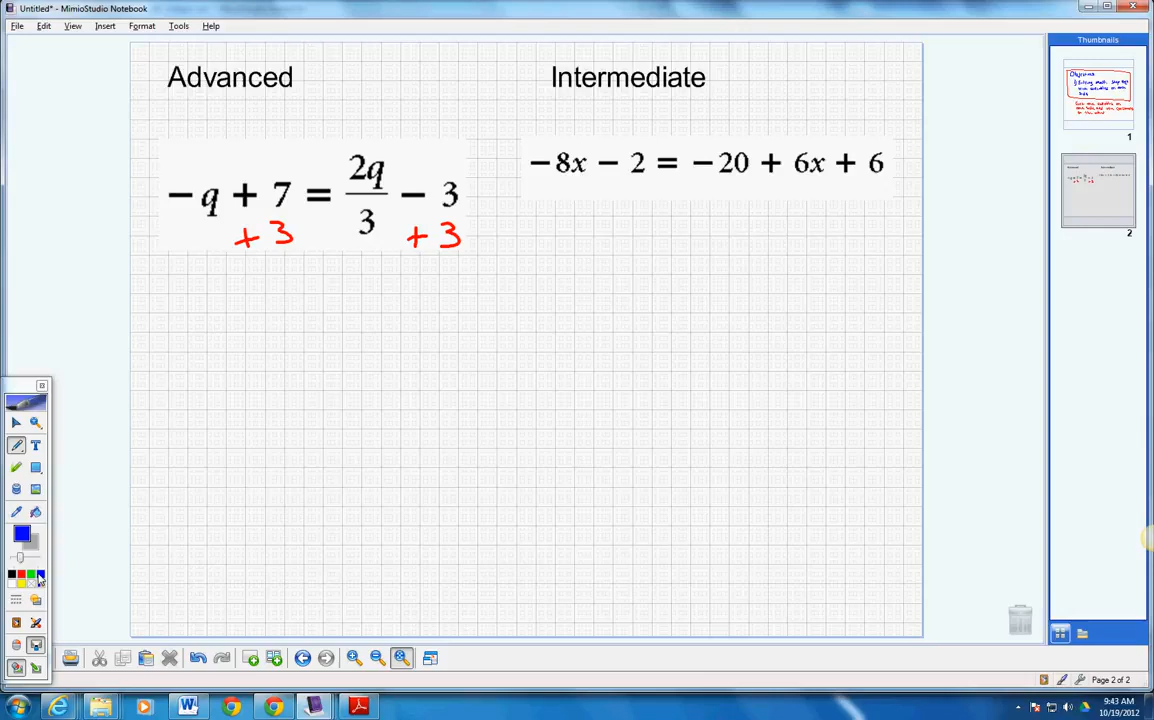 Untitled* - MimioStudio Notebook
File Edit View Insert Format Tools Help
Thumbnails
Advanced
Intermediate
−q + 7 = 2q/3 − 3
+3 +3
−8x − 2 = −20 + 6x + 6
1
2
T
Page 2 of 2
9:43 AM
10/19/2012